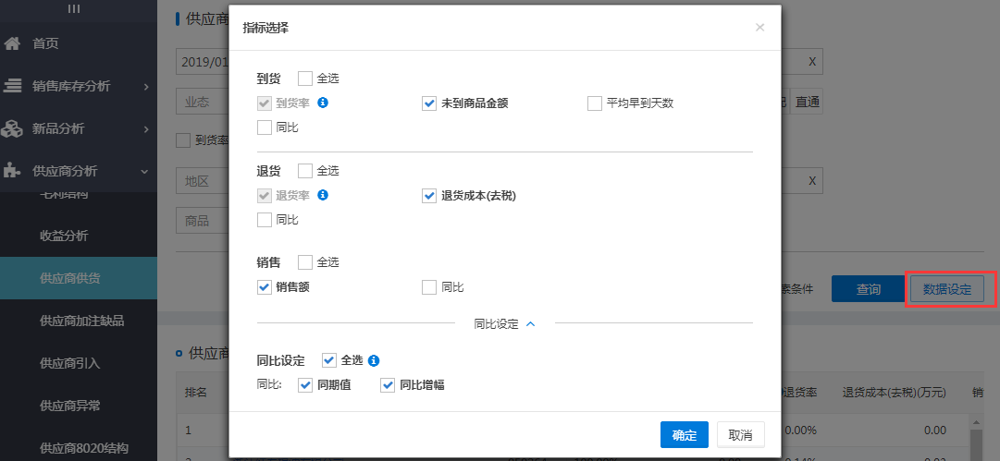 首页
销售库存分析
新品分析
供应商分析
毛利结构
收益分析
供应商供货
供应商加注缺品
供应商引入
供应商异常
供应商8020结构
供应商
2019/01
X
业态
直通
到货率
地区
X
商品
素条件
查询
数据设定
供应商
排名
退货率
退货成本(去税)(万元)
销
1
0.00%
0.00
指标选择
×
到货
全选
到货率
未到商品金额
平均早到天数
同比
退货
全选
退货率
退货成本(去税)
同比
销售
全选
销售额
同比
同比设定
同比设定
全选
同比:
同期值
同比增幅
确定
取消